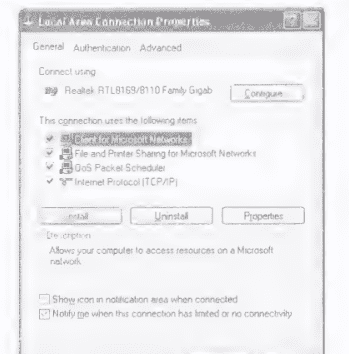 Local Area Connection Properties
General Authentication Advanced
Connect using:
Realtek RTL8169/8110 Family Gigab
Configure...
This connection uses the following items:
Client for Microsoft Networks
File and Printer Sharing for Microsoft Networks
QoS Packet Scheduler
Internet Protocol (TCP/IP)
Install... Uninstall Properties
Description
Allows your computer to access resources on a Microsoft
network.
Show icon in notification area when connected
Notify me when this connection has limited or no connectivity